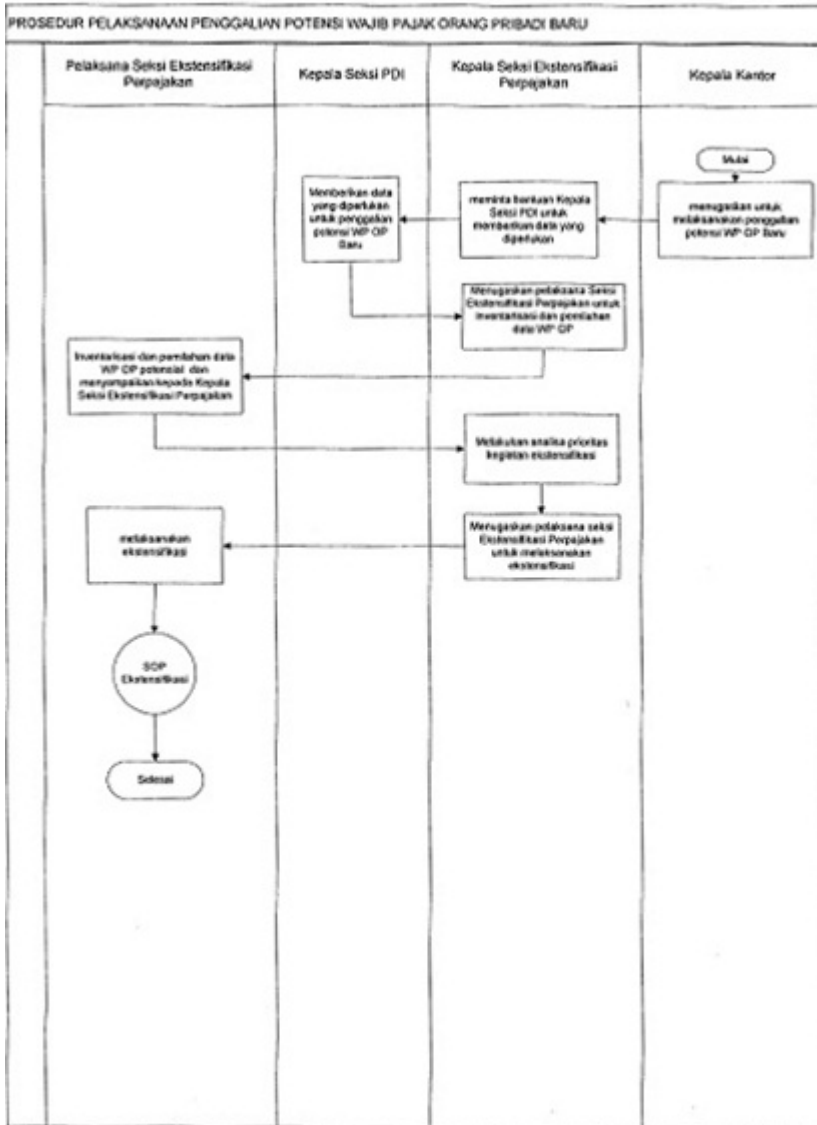 PROSEDUR PELAKSANAAN PENGGALIAN POTENSI WAJIB PAJAK ORANG PRIBADI BARU
Pelaksana Seksi Ekstensifikasi
Perpajakan
Kepala Seksi PDI
Kepala Seksi Ekstensifikasi
Perpajakan
Kepala Kantor
Mulai
menugaskan untuk
melaksanakan penggalian
potensi WP OP Baru
meminta bantuan Kepala
Seksi PDI untuk
memberikan data yang
diperlukan
Memberikan data
yang diperlukan
untuk penggalian
potensi WP OP
Baru
Menugaskan pelaksana Seksi
Ekstensifikasi Perpajakan untuk
inventarisasi dan pemilahan
data WP OP
Inventarisasi dan pemilahan data
WP OP potensial dan
menyampaikan kepada Kepala
Seksi Ekstensifikasi Perpajakan
Melakukan analisa prioritas
kegiatan ekstensifikasi
Menugaskan pelaksana seksi
Ekstensifikasi Perpajakan
untuk melaksanakan
ekstensifikasi
melaksanakan
ekstensifikasi
SOP
Ekstensifikasi
Selesai